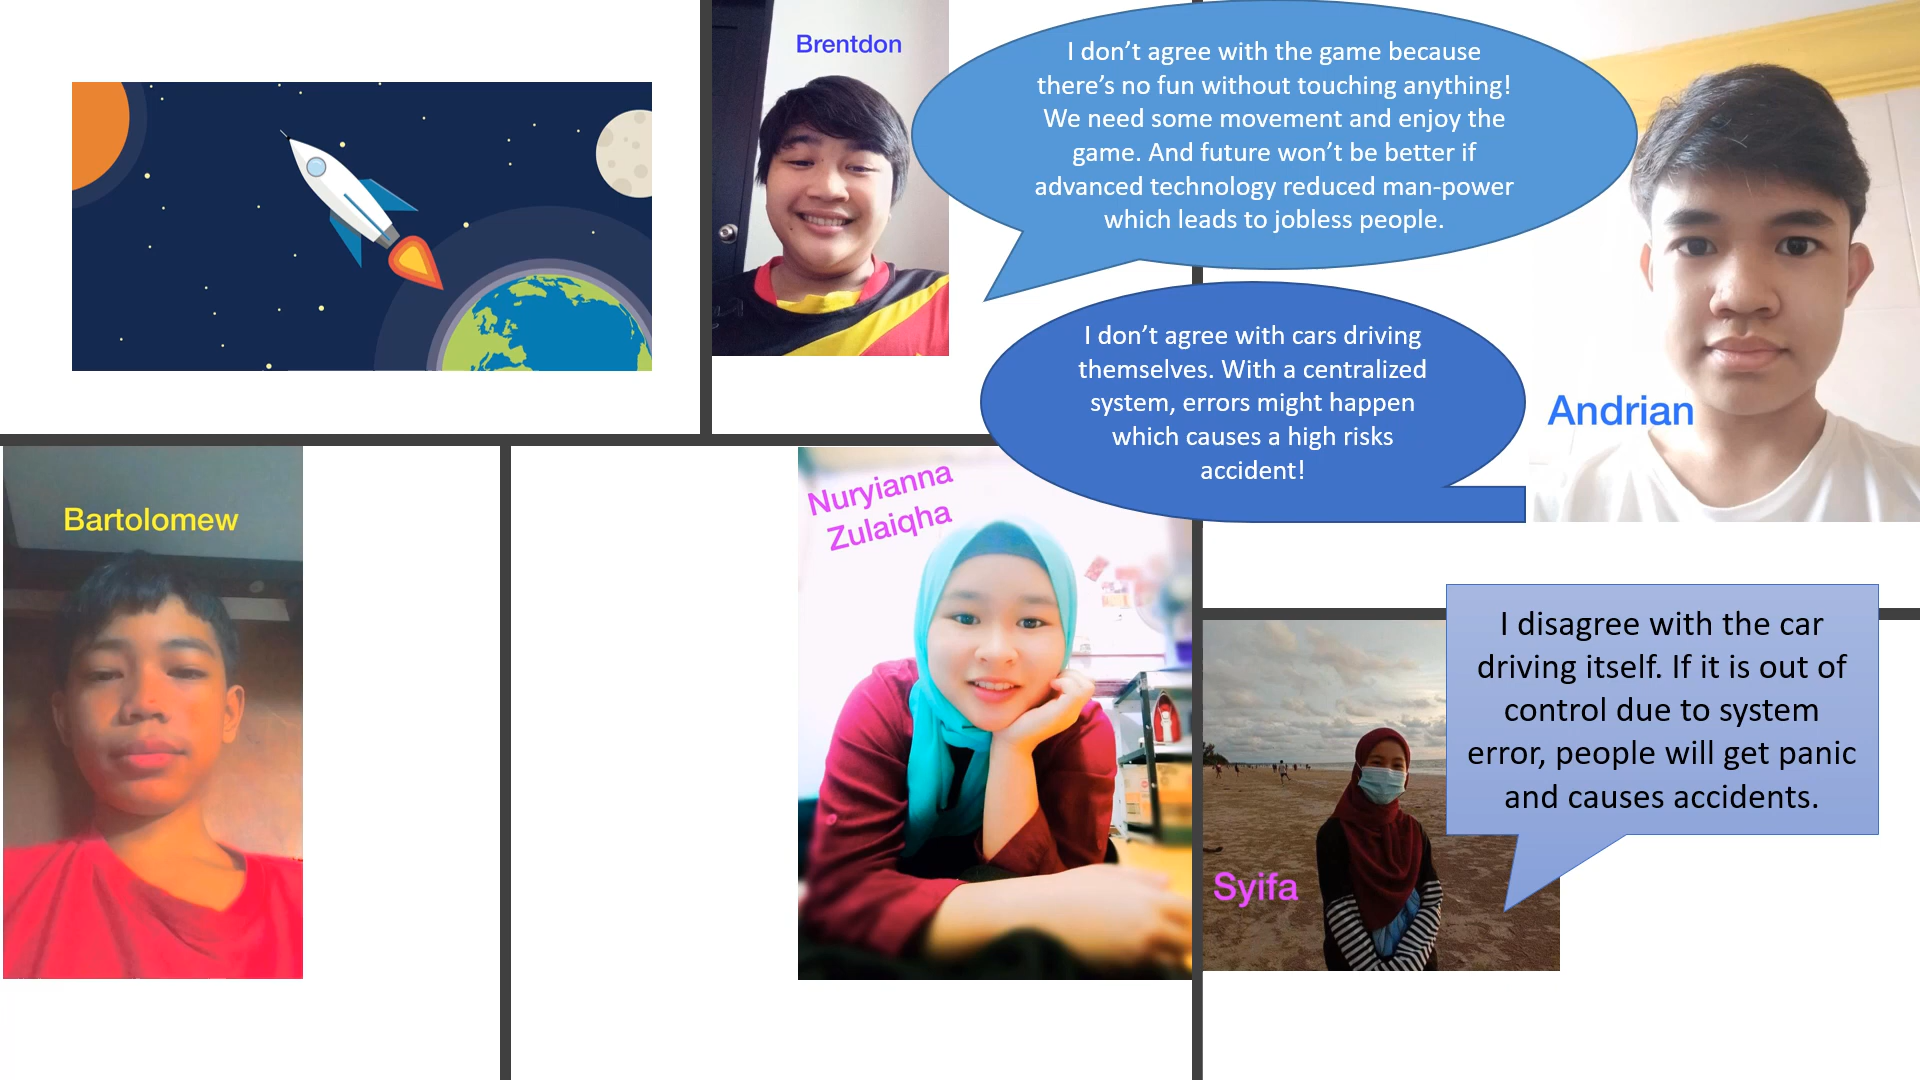 Brentdon
I don’t agree with the game because
there’s no fun without touching anything!
We need some movement and enjoy the
game. And future won’t be better if
advanced technology reduced man-power
which leads to jobless people.
I don’t agree with cars driving
themselves. With a centralized
system, errors might happen
which causes a high risks
accident!
Andrian
Bartolomew
Nuryianna
Zulaiqha
I disagree with the car
driving itself. If it is out of
control due to system
error, people will get panic
and causes accidents.
Syifa